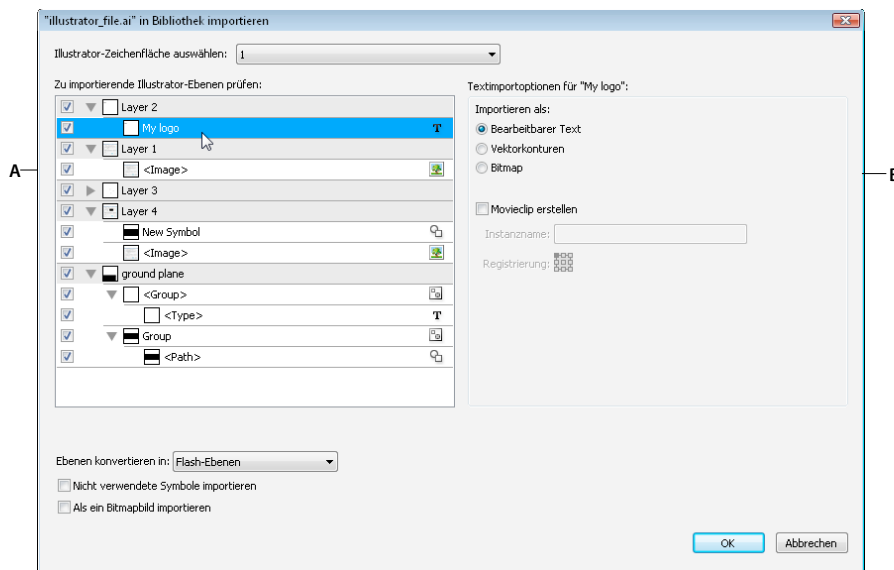 "illustrator_file.ai" in Bibliothek importieren
Illustrator-Zeichenfläche auswählen: 1
Zu importierende Illustrator-Ebenen prüfen:
Layer 2
My logo T
Layer 1
<Image>
Layer 3
Layer 4
New Symbol
<Image>
ground plane
<Group>
<Type> T
Group
<Path>
Textimportoptionen für "My logo":
Importieren als:
Bearbeitbarer Text
Vektorkonturen
Bitmap
Movieclip erstellen
Instanzname:
Registrierung:
A
Ebenen konvertieren in: Flash-Ebenen
Nicht verwendete Symbole importieren
Als ein Bitmapbild importieren
OK Abbrechen